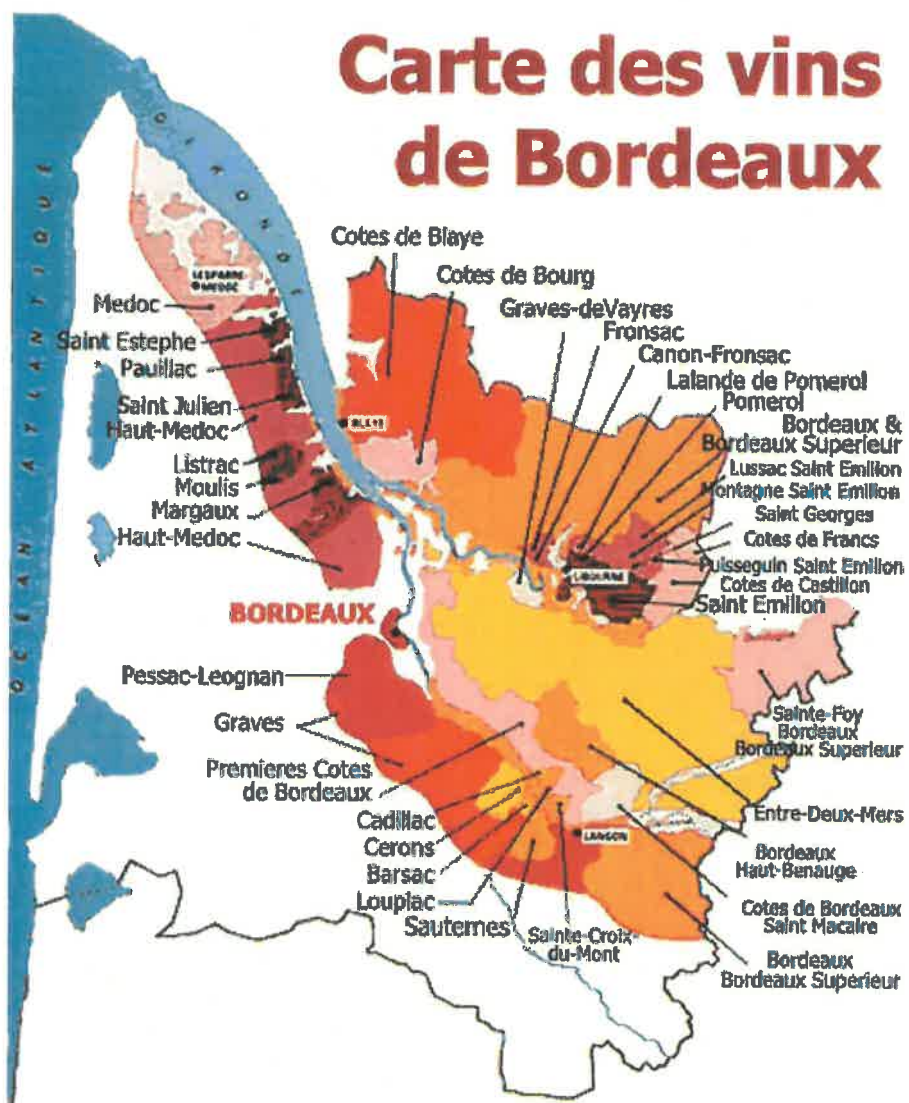 Carte des vins
de Bordeaux
OCEAN ATLANTIQUE
GIRONDE
Cotes de Blaye
Cotes de Bourg
Graves-deVayres
Fronsac
Canon-Fronsac
Lalande de Pomerol
Pomerol
Bordeaux &
Bordeaux Superieur
Lussac Saint Emilion
Montagne Saint Emilion
Saint Georges
Cotes de Francs
Puisseguin Saint Emilion
Cotes de Castillon
Saint Emilion
LESPARRE
MEDOC
Medoc
Saint Estephe
Pauillac
Saint Julien
Haut-Medoc
BLAYE
Listrac
Moulis
Margaux
Haut-Medoc
LIBOURNE
BORDEAUX
Pessac-Leognan
Graves
Premieres Cotes
de Bordeaux
Cadillac
Cerons
Barsac
Loupiac
Sauternes
Sainte-Croix-
du-Mont
LANGON
Sainte-Foy
Bordeaux
Bordeaux Superieur
Entre-Deux-Mers
Bordeaux
Haut-Benauge
Cotes de Bordeaux
Saint Macaire
Bordeaux
Bordeaux Superieur